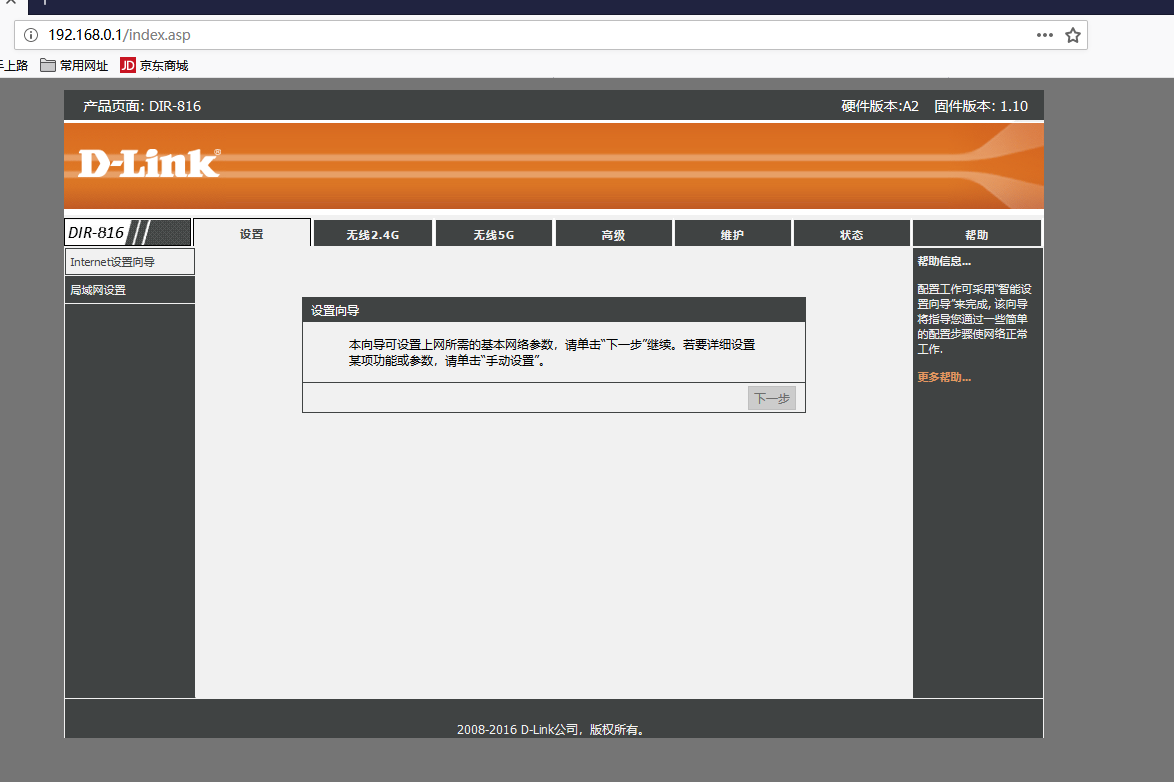 192.168.0.1/index.asp
上路 常用网址 JD 京东商城
产品页面: DIR-816 硬件版本:A2 固件版本: 1.10
D-Link®
DIR-816 设置 无线2.4G 无线5G 高级 维护 状态 帮助
Internet设置向导
局域网设置
设置向导
本向导可设置上网所需的基本网络参数，请单击“下一步”继续。若要详细设置
某项功能或参数，请单击“手动设置”。
下一步
帮助信息...
配置工作可采用“智能设
置向导”来完成, 该向导
将指导您通过一些简单
的配置步骤使网络正常
工作.
更多帮助...
2008-2016 D-Link公司，版权所有。